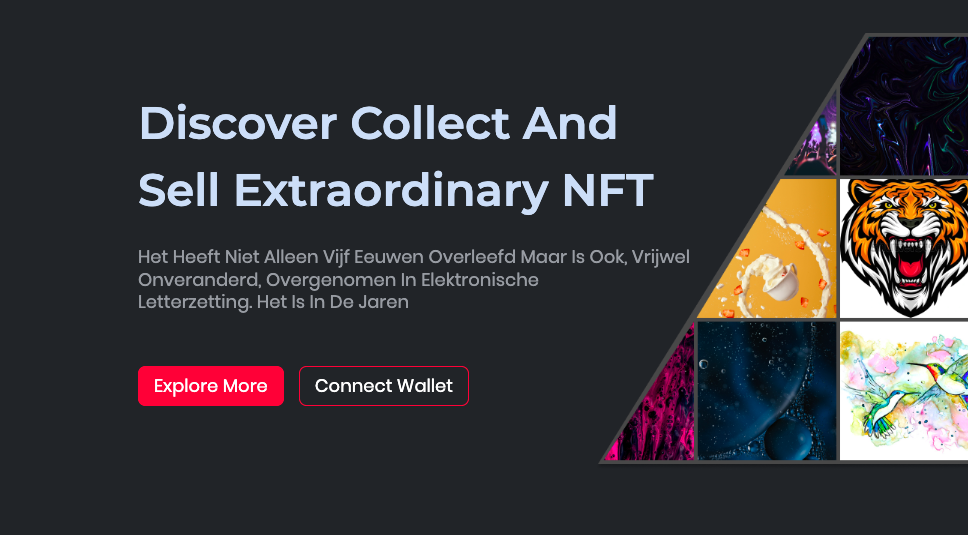 Discover Collect And
Sell Extraordinary NFT
Het Heeft Niet Alleen Vijf Eeuwen Overleefd Maar Is Ook, Vrijwel
Onveranderd, Overgenomen In Elektronische
Letterzetting. Het Is In De Jaren
Explore More
Connect Wallet